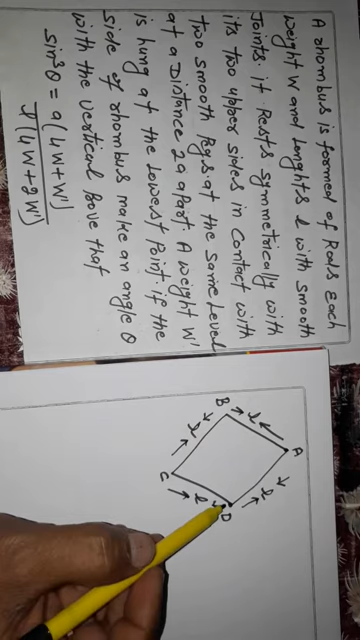 A rhombus is formed of Rods each
weight W and lenghts l with smooth
Joints. it Rests symmetrically with
its two upper sides in contact with
two smooth Pegs at the same level
at a Distance 2a apart. A weight W'
is hung at the lowest Point. if the
side of rhombus make an angle θ
with the vertical Prove that
sin³θ = a(4W+W')
l(4W+2W')
A
l
l
B
D
l
l
C